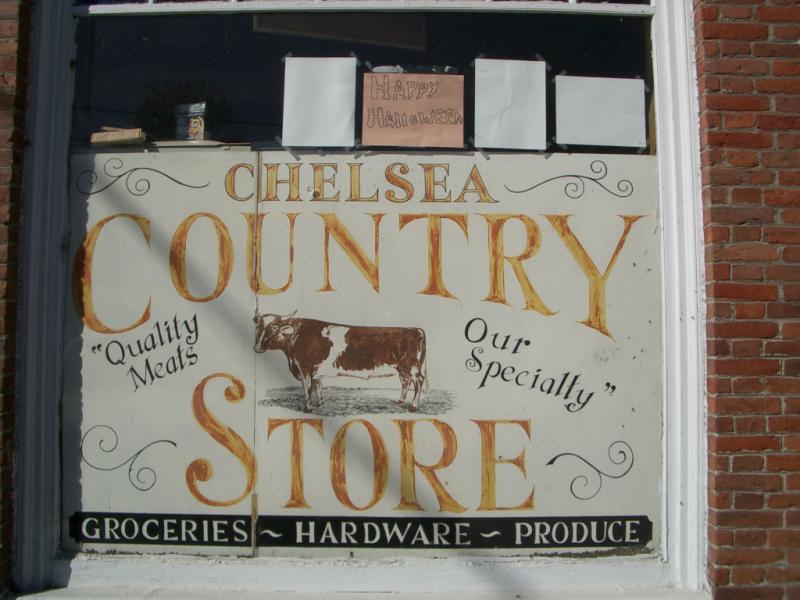 HAPPY
HALLOWEEN
CHELSEA
COUNTRY
"Quality
Meats
Our
Specialty"
STORE
GROCERIES ~ HARDWARE ~ PRODUCE